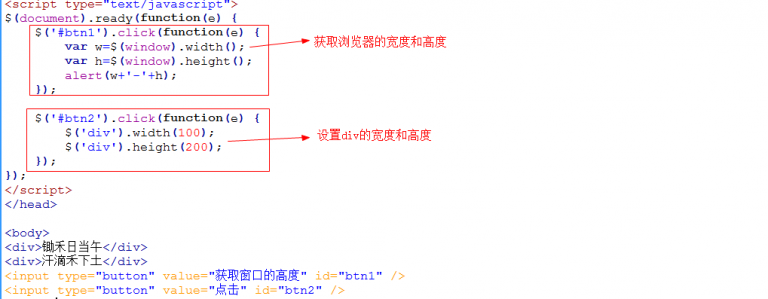 <script type="text/javascript">
$(document).ready(function(e) {
$('#btn1').click(function(e) {
var w=$(window).width();
获取浏览器的宽度和高度
var h=$(window).height();
alert(w+'-'+h);
});
$('#btn2').click(function(e) {
$('div').width(100);
设置div的宽度和高度
$('div').height(200);
});
});
</script>
</head>
<body>
<div>锄禾日当午</div>
<div>汗滴禾下土</div>
<input type="button" value="获取窗口的高度" id="btn1" />
<input type="button" value="点击" id="btn2" />